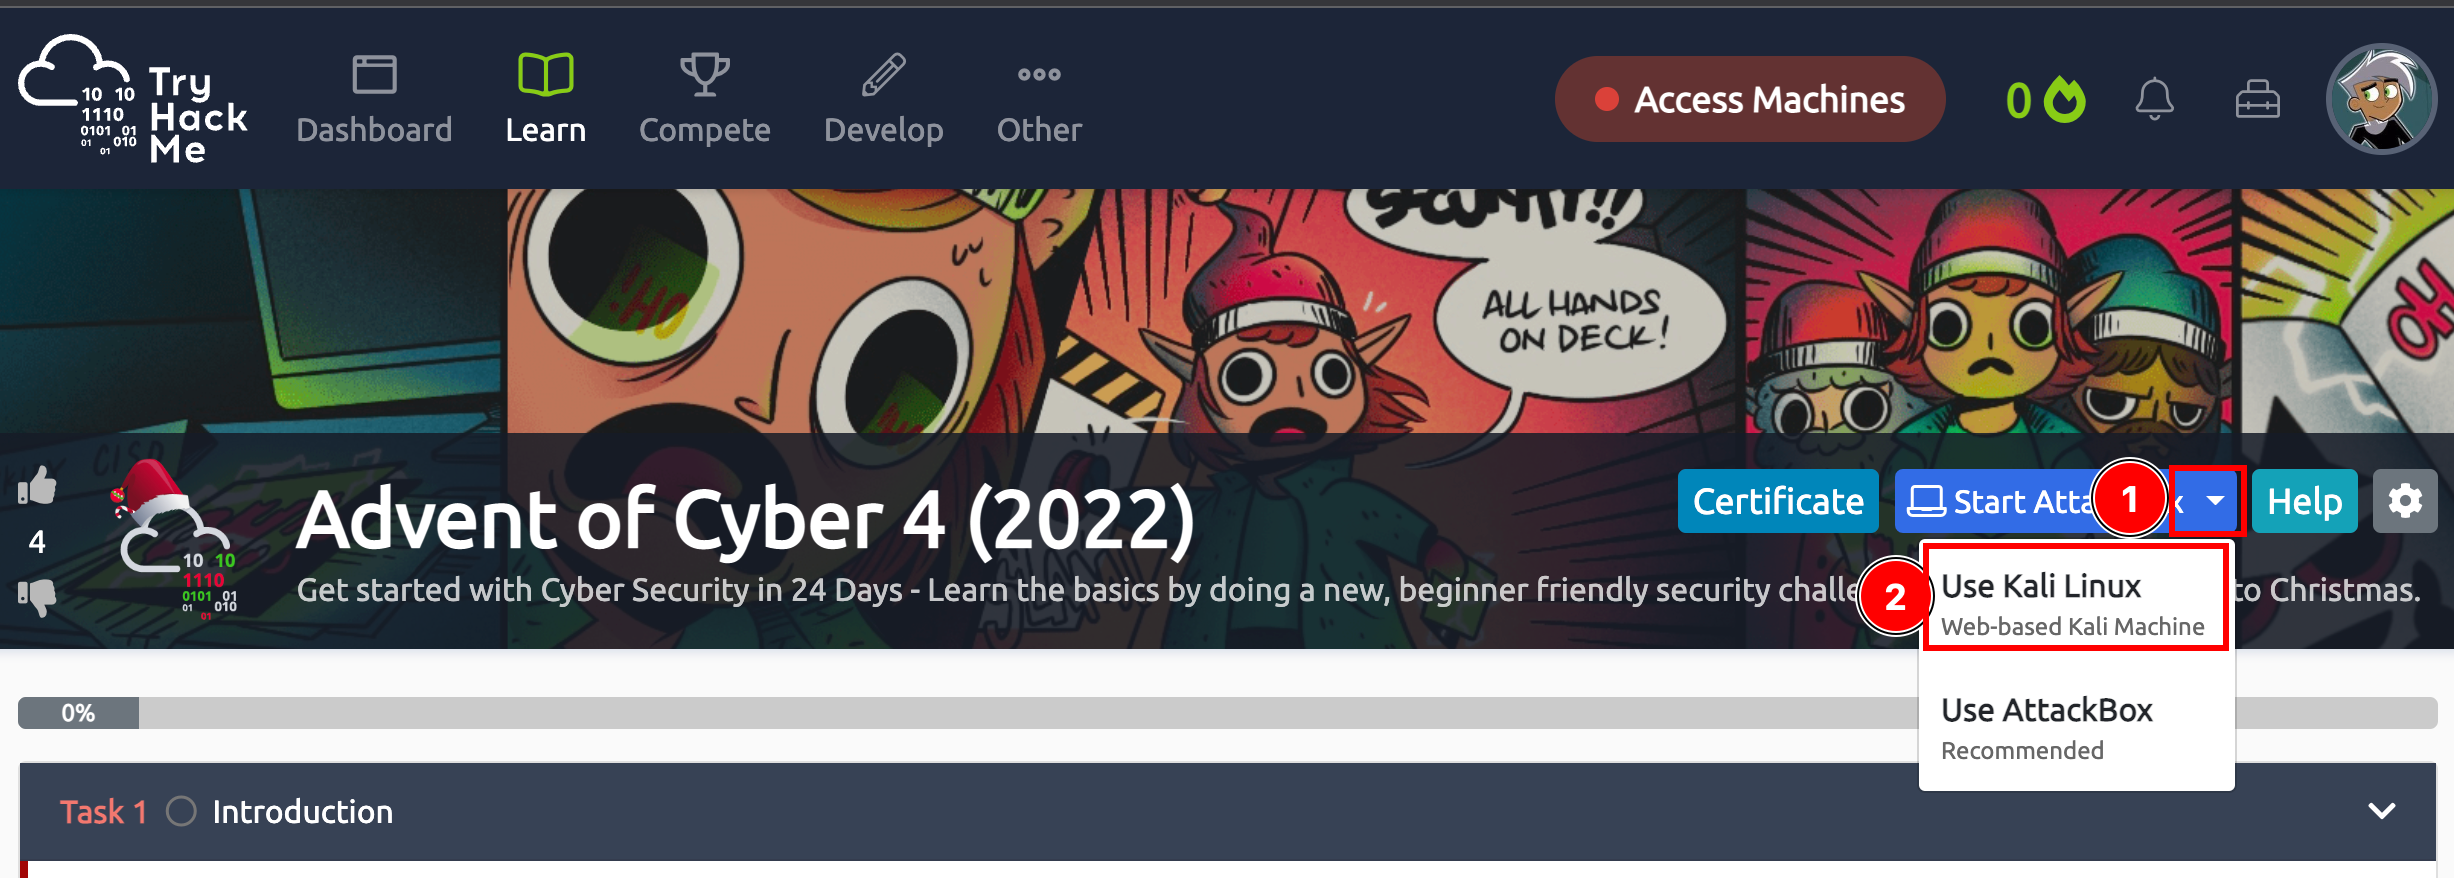 Try
Hack
Me
10 10
1110
0101 01
01 010
01
Dashboard
Learn
Compete
Develop
Other
Access Machines
0
SECURITY!!
ALL HANDS
ON DECK!
OH
HO
4
10 10
1110
0101 01
01 010
01
Advent of Cyber 4 (2022)
Get started with Cyber Security in 24 Days - Learn the basics by doing a new, beginner friendly security challe
to Christmas.
Certificate
Start Atta
x
1
Help
2
Use Kali Linux
Web-based Kali Machine
Use AttackBox
Recommended
0%
Task 1
Introduction